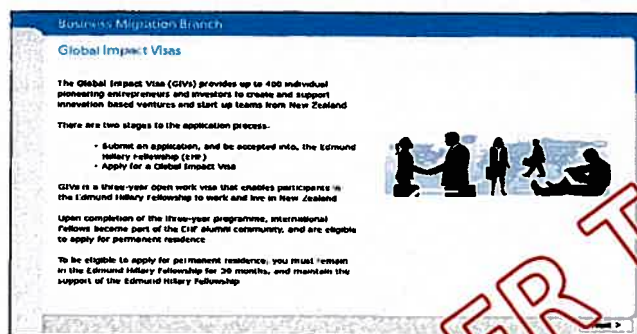 Business Migration Branch
Global Impact Visas
The Global Impact Visa (GIVs) provides up to 400 individual
pioneering entrepreneurs and investors to create and support
innovation based ventures and start up teams from New Zealand
There are two stages to the application process-
• Submit an application, and be accepted into, the Edmund
Hillary Fellowship (EHF)
• Apply for a Global Impact Visa
GIVs is a three-year open work visa that enables participants in
the Edmund Hillary Fellowship to work and live in New Zealand
Upon completion of the three-year programme, international
Fellows become part of the EHF alumni community, and are eligible
to apply for permanent residence
To be eligible to apply for permanent residence, you must remain
in the Edmund Hillary Fellowship for 30 months, and maintain the
support of the Edmund Hillary Fellowship
ER T